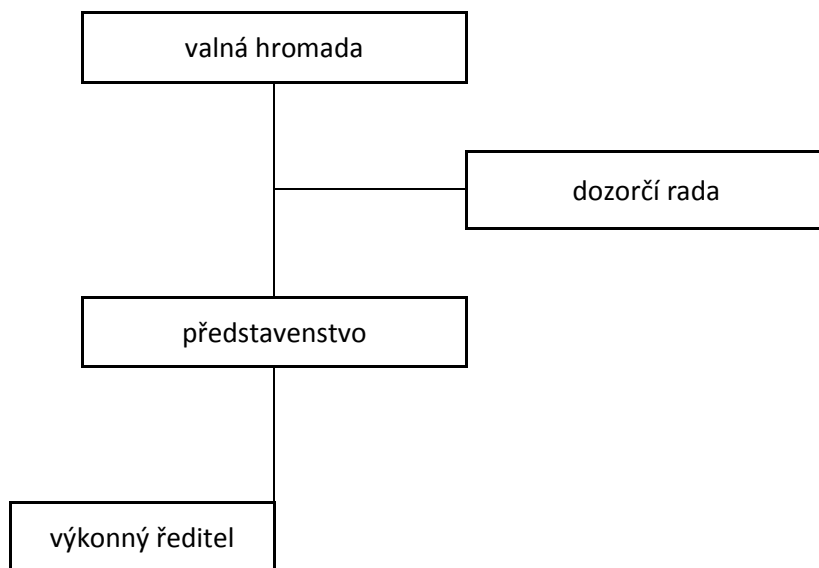 valná hromada
dozorčí rada
představenstvo
výkonný ředitel